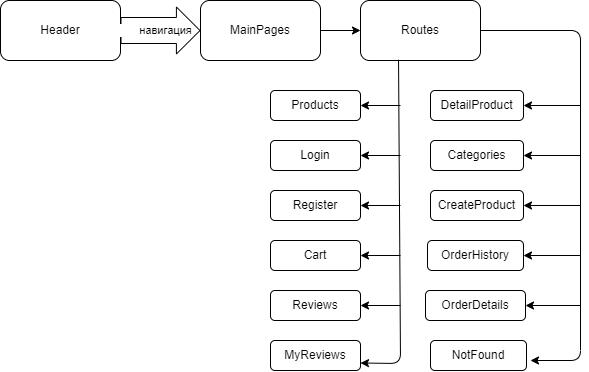 Header
навигация
MainPages
Routes
Products
DetailProduct
Login
Categories
Register
CreateProduct
Cart
OrderHistory
Reviews
OrderDetails
MyReviews
NotFound